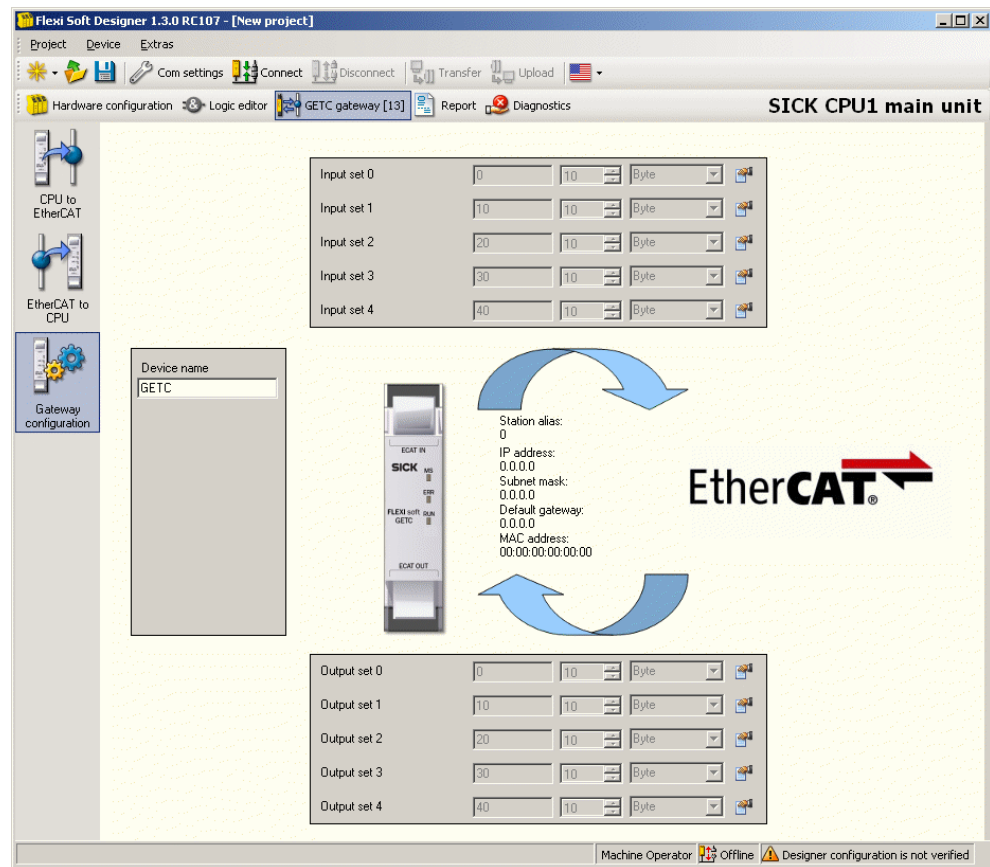 Flexi Soft Designer 1.3.0 RC107 - [New project]
Project Device Extras
Com settings Connect Disconnect Transfer Upload
Hardware configuration Logic editor GETC gateway [13] Report Diagnostics SICK CPU1 main unit
CPU to
EtherCAT
EtherCAT to
CPU
Gateway
configuration
Input set 0 0 10 Byte
Input set 1 10 10 Byte
Input set 2 20 10 Byte
Input set 3 30 10 Byte
Input set 4 40 10 Byte
Device name
GETC
ECAT IN
SICK MS
ERR
FLEXI soft RUN
GETC
ECAT OUT
Station alias:
0
IP address:
0.0.0.0
Subnet mask:
0.0.0.0
Default gateway:
0.0.0.0
MAC address:
00:00:00:00:00:00
EtherCAT®
Output set 0 0 10 Byte
Output set 1 10 10 Byte
Output set 2 20 10 Byte
Output set 3 30 10 Byte
Output set 4 40 10 Byte
Machine Operator Offline Designer configuration is not verified